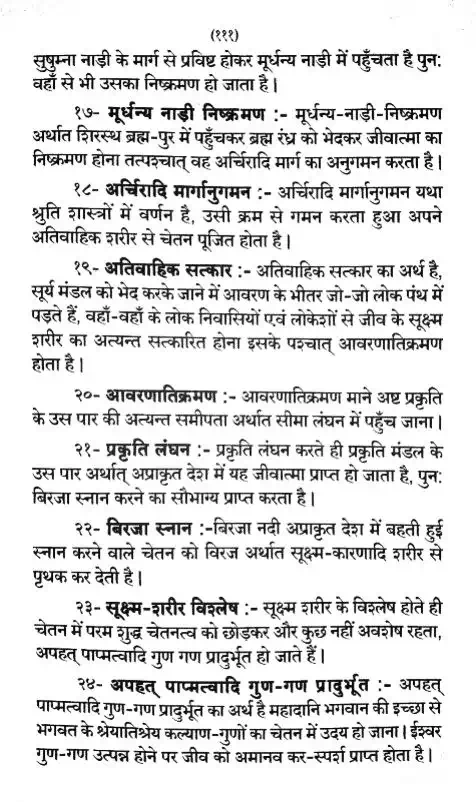 (१११)
सुषुम्ना नाड़ी के मार्ग से प्रविष्ट होकर मूर्धन्य नाड़ी में पहुँचता है पुन:
वहाँ से भी उसका निष्क्रमण हो जाता है।
१७- मूर्धन्य नाड़ी निष्क्रमण :- मूर्धन्य-नाड़ी-निष्क्रमण
अर्थात शिरस्थ ब्रह्म-पुर में पहुँचकर ब्रह्म रंध्र को भेदकर जीवात्मा का
निष्क्रमण होना तत्पश्चात् वह अर्चिरादि मार्ग का अनुगमन करता है।
१८- अर्चिरादि मार्गानुगमन :- अर्चिरादि मार्गानुगमन यथा
श्रुति शास्त्रों में वर्णन है, उसी क्रम से गमन करता हुआ अपने
अतिवाहिक शरीर से चेतन पूजित होता है।
१९- अतिवाहिक सत्कार :- अतिवाहिक सत्कार का अर्थ है,
सूर्य मंडल को भेद करके जाने में आवरण के भीतर जो-जो लोक पंथ में
पड़ते हैं, वहाँ-वहाँ के लोक निवासियों एवं लोकेशों से जीव के सूक्ष्म
शरीर का अत्यन्त सत्कारित होना इसके पश्चात् आवरणातिक्रमण
होता है।
२०- आवरणातिक्रमण :- आवरणातिक्रमण माने अष्ट प्रकृति
के उस पार की अत्यन्त समीपता अर्थात सीमा लंघन में पहुँच जाना।
२१- प्रकृति लंघन :- प्रकृति लंघन करते ही प्रकृति मंडल के
उस पार अर्थात् अप्राकृत देश में यह जीवात्मा प्राप्त हो जाता है, पुन:
बिरजा स्नान करने का सौभाग्य प्राप्त करता है।
२२- बिरजा स्नान :-बिरजा नदी अप्राकृत देश में बहती हुई
स्नान करने वाले चेतन को विरज अर्थात सूक्ष्म-कारणादि शरीर से
पृथक कर देती है।
२३- सूक्ष्म-शरीर विश्लेष :- सूक्ष्म शरीर के विश्लेष होते ही
चेतन में परम शुद्ध चेतनत्व को छोड़कर और कुछ नहीं अवशेष रहता,
अपहत् पाप्मत्वादि गुण गण प्रादुर्भूत हो जाते हैं।
२४- अपहत् पाप्मत्वादि गुण-गण प्रादुर्भूत :- अपहत्
पाप्मत्वादि गुण-गण प्रादुर्भूत का अर्थ है महादानि भगवान की इच्छा से
भगवत के श्रेयातिश्रेय कल्याण-गुणों का चेतन में उदय हो जाना। ईश्वर
गुण-गण उत्पन्न होने पर जीव को अमानव कर-स्पर्श प्राप्त होता है।